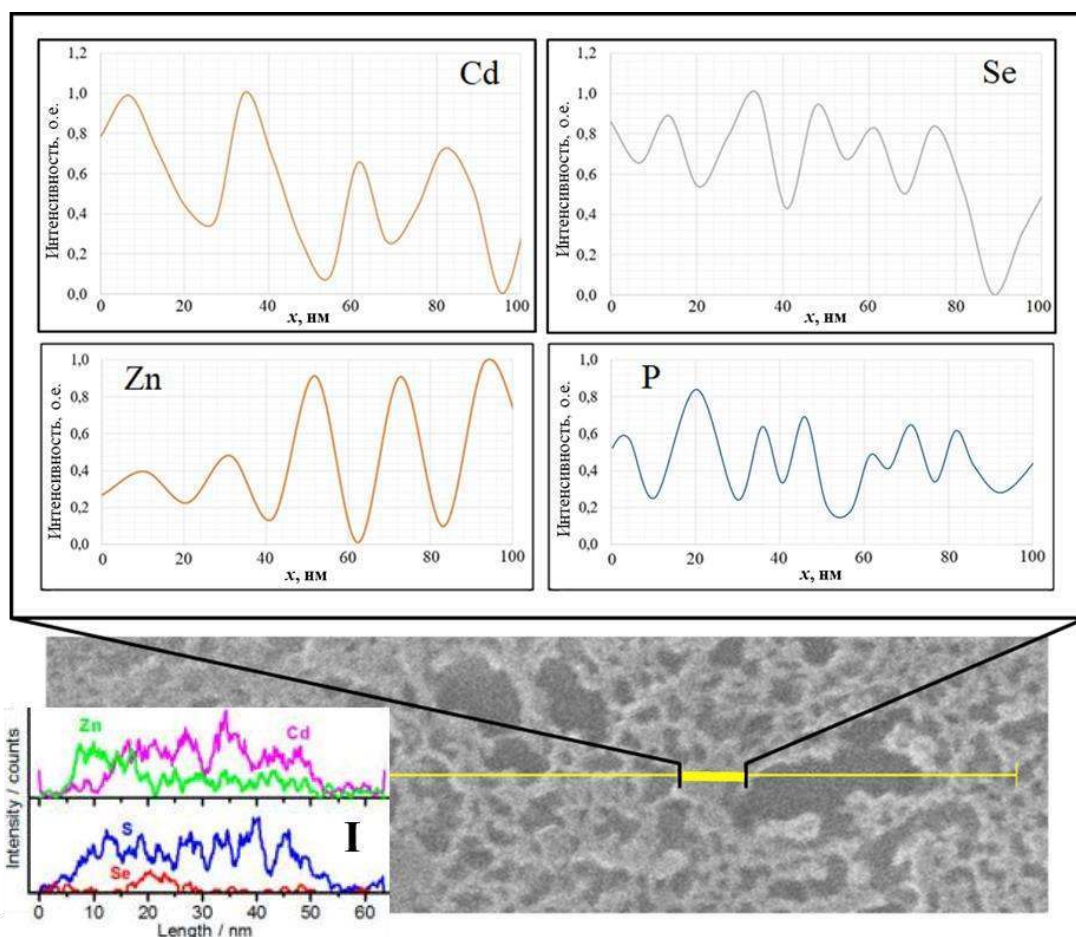 Cd
Интенсивность, о.е.
1,2
1,0
0,8
0,6
0,4
0,2
0,0
0 20 40 60 80 100
x, нм
Se
Интенсивность, о.е.
1,2
1,0
0,8
0,6
0,4
0,2
0,0
0 20 40 60 80 100
x, нм
Zn
Интенсивность, о.е.
1,0
0,8
0,6
0,4
0,2
0,0
0 20 40 60 80 100
x, нм
P
Интенсивность, о.е.
1,0
0,8
0,6
0,4
0,2
0,0
0 20 40 60 80 100
x, нм
Intensity / counts
Zn
Cd
S
Se
I
0 10 20 30 40 50 60
Length / nm